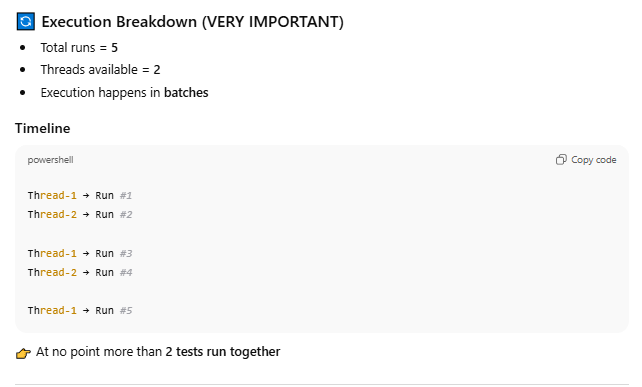 🔄 Execution Breakdown (VERY IMPORTANT)
• Total runs = 5
• Threads available = 2
• Execution happens in batches
Timeline
powershell Copy code
Thread-1 → Run #1
Thread-2 → Run #2
Thread-1 → Run #3
Thread-2 → Run #4
Thread-1 → Run #5
👉 At no point more than 2 tests run together